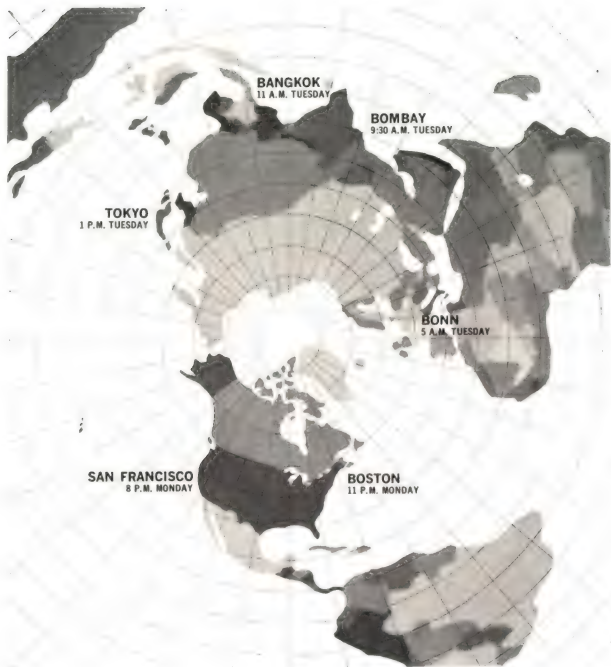 BANGKOK
11 A.M. TUESDAY
BOMBAY
9:30 A.M. TUESDAY
TOKYO
1 P.M. TUESDAY
BONN
5 A.M. TUESDAY
SAN FRANCISCO
8 P.M. MONDAY
BOSTON
11 P.M. MONDAY